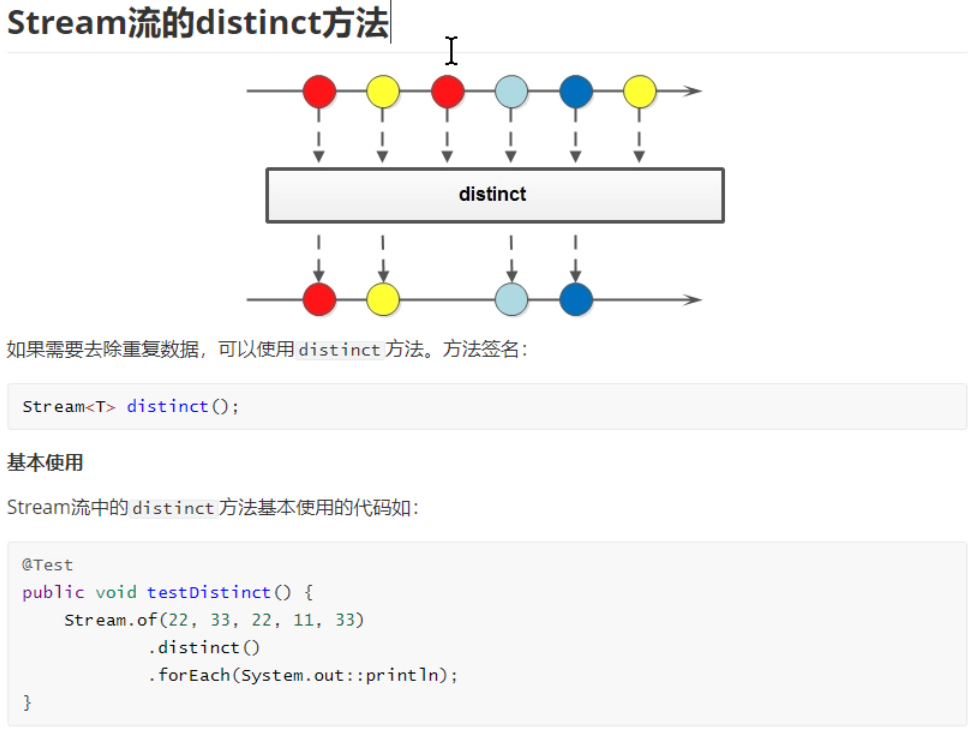 Stream流的distinct方法
distinct
如果需要去除重复数据，可以使用distinct方法。方法签名：
Stream<T> distinct();
基本使用
Stream流中的distinct方法基本使用的代码如：
@Test
public void testDistinct() {
    Stream.of(22, 33, 22, 11, 33)
            .distinct()
            .forEach(System.out::println);
}